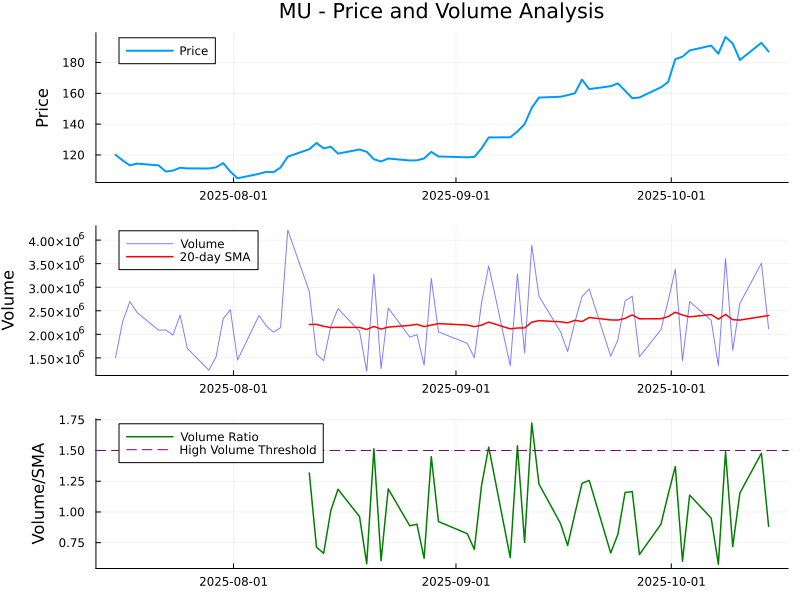 MU - Price and Volume Analysis
Price
180
160
140
120
Price
2025-08-01 2025-09-01 2025-10-01
Volume
20-day SMA
4.00×10⁶
3.50×10⁶
3.00×10⁶
2.50×10⁶
2.00×10⁶
1.50×10⁶
Volume
2025-08-01 2025-09-01 2025-10-01
Volume Ratio
High Volume Threshold
1.75
1.50
1.25
1.00
0.75
Volume/SMA
2025-08-01 2025-09-01 2025-10-01